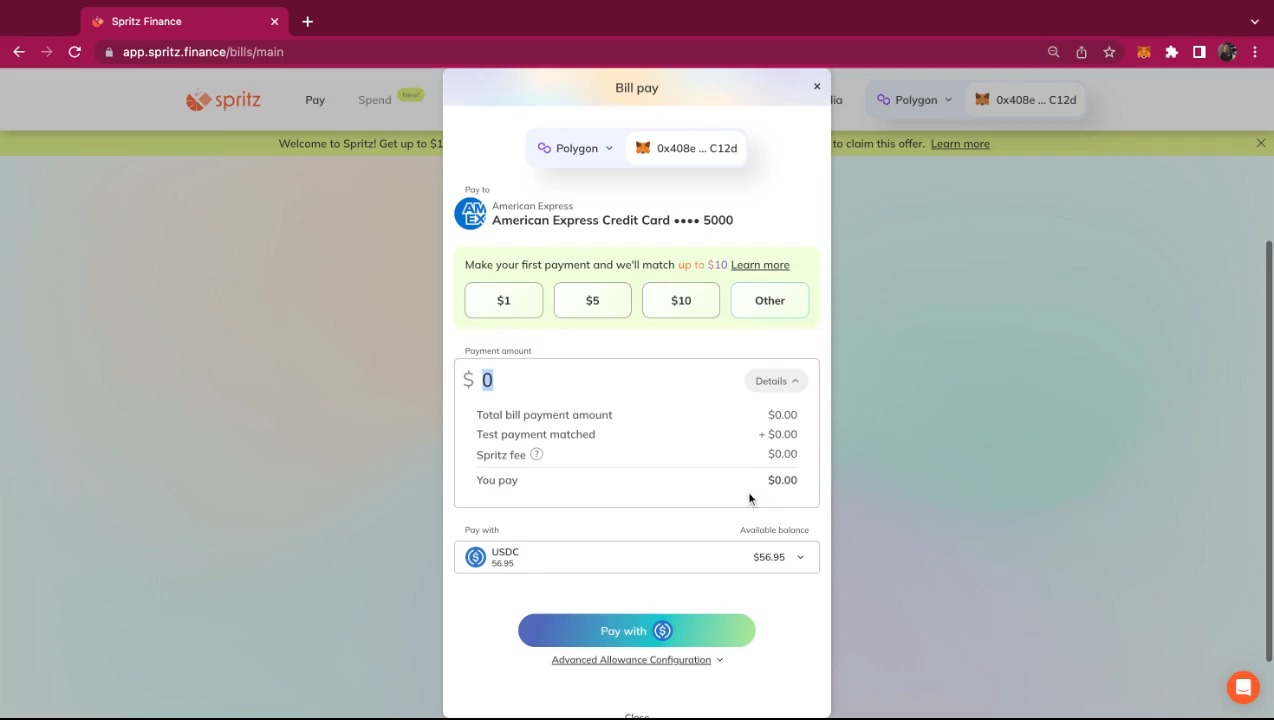 Spritz Finance
app.spritz.finance/bills/main
spritz
Pay
Spend
New!
Polygon
0x408e ... C12d
Welcome to Spritz! Get up to $1
to claim this offer. Learn more
Bill pay
Polygon
0x408e ... C12d
Pay to
American Express
American Express Credit Card •••• 5000
Make your first payment and we'll match up to $10 Learn more
$1
$5
$10
Other
Payment amount
$ 0
Details
Total bill payment amount
$0.00
Test payment matched
+ $0.00
Spritz fee ?
$0.00
You pay
$0.00
Pay with
Available balance
USDC
56.95
$56.95
Pay with
Advanced Allowance Configuration